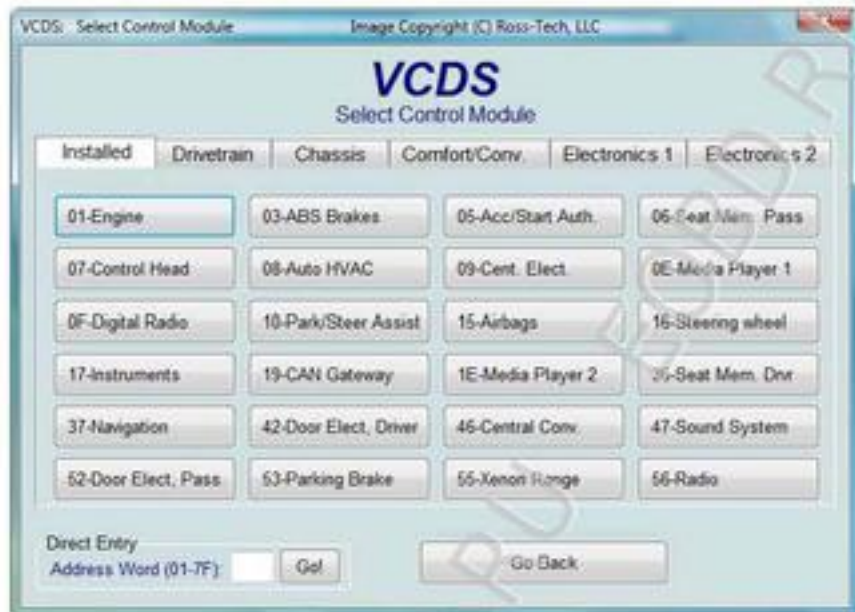 VCDS: Select Control Module Image Copyright (C) Ross-Tech, LLC
VCDS
Select Control Module
Installed Drivetrain Chassis Comfort/Conv. Electronics 1 Electronics 2
01-Engine 03-ABS Brakes 05-Acc/Start Auth. 06-Seat Mem. Pass
07-Control Head 08-Auto HVAC 09-Cent. Elect. 0E-Media Player 1
0F-Digital Radio 10-Park/Steer Assist 15-Airbags 16-Steering wheel
17-Instruments 19-CAN Gateway 1E-Media Player 2 36-Seat Mem. Drvr
37-Navigation 42-Door Elect, Driver 46-Central Conv. 47-Sound System
52-Door Elect, Pass. 53-Parking Brake 55-Xenon Range 56-Radio
Direct Entry
Address Word (01-7F): Go! Go Back
RU EOBD.R